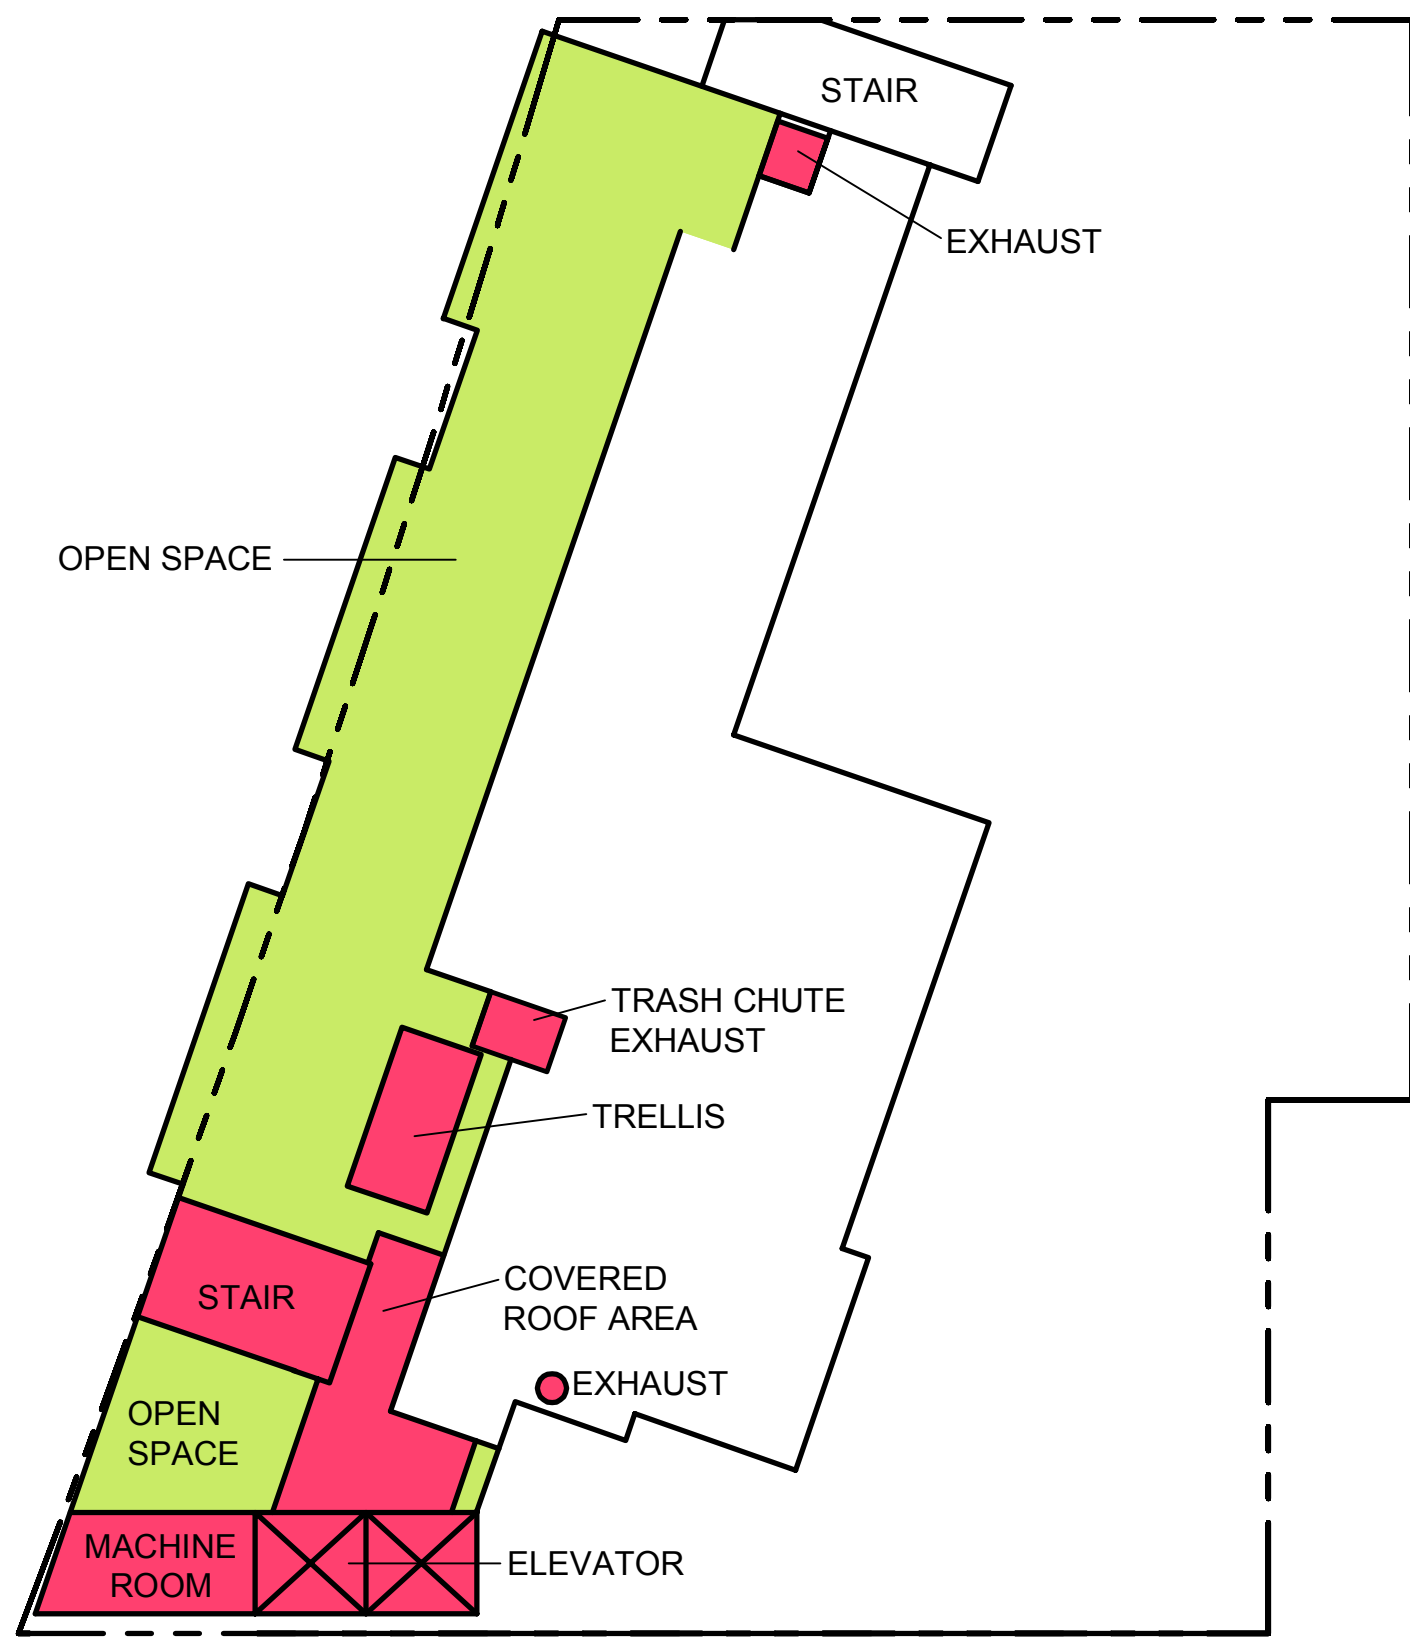 STAIR
EXHAUST
OPEN SPACE
TRASH CHUTE
EXHAUST
TRELLIS
STAIR
COVERED
ROOF AREA
EXHAUST
OPEN
SPACE
MACHINE
ROOM
ELEVATOR